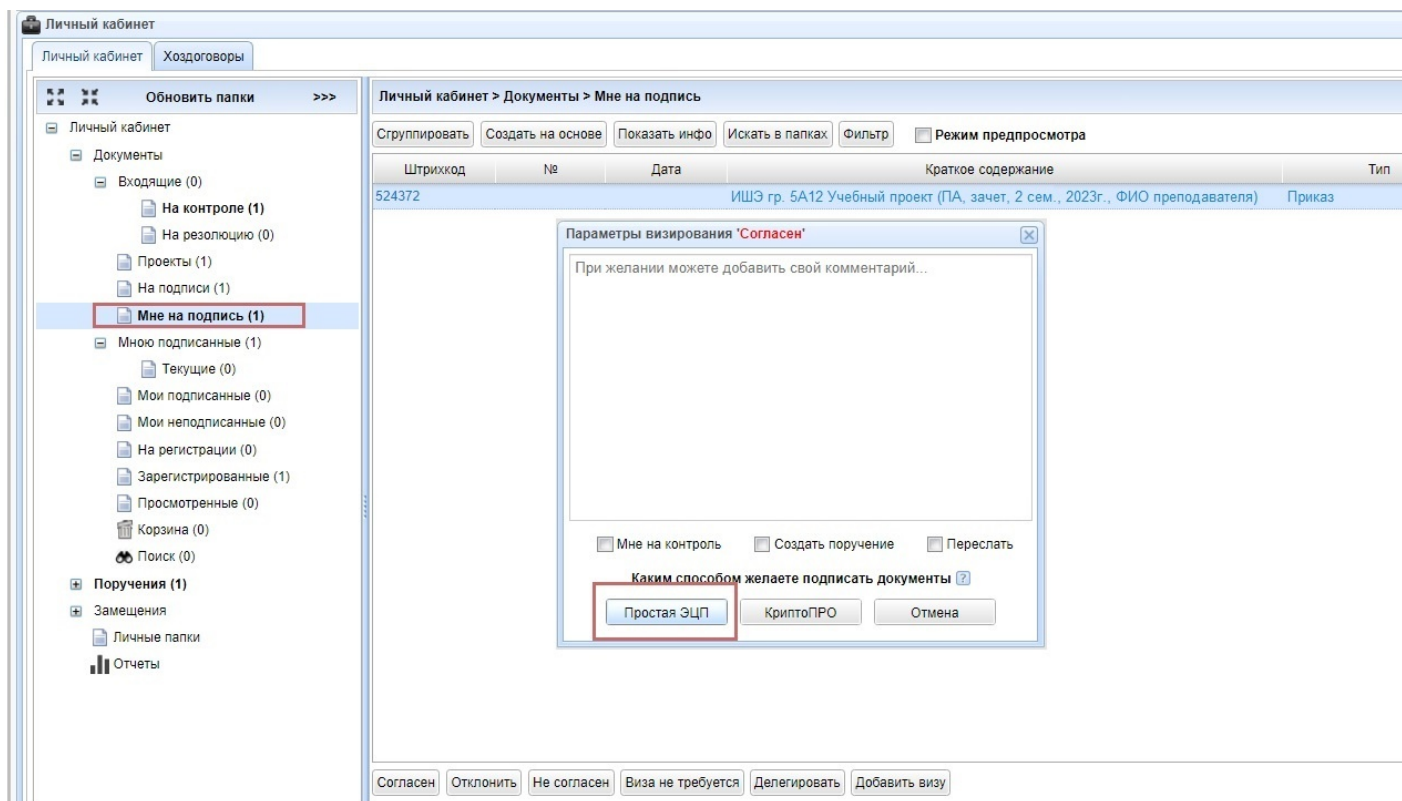 Личный кабинет
Личный кабинет
Хоздоговоры
Обновить папки >>>
Личный кабинет
Документы
Входящие (0)
На контроле (1)
На резолюцию (0)
Проекты (1)
На подписи (1)
Мне на подпись (1)
Мною подписанные (1)
Текущие (0)
Мои подписанные (0)
Мои неподписанные (0)
На регистрации (0)
Зарегистрированные (1)
Просмотренные (0)
Корзина (0)
Поиск (0)
Поручения (1)
Замещения
Личные папки
Отчеты
Личный кабинет > Документы > Мне на подпись
Сгруппировать Создать на основе Показать инфо Искать в папках Фильтр Режим предпросмотра
Штрихкод № Дата Краткое содержание Тип
524372 ИШЭ гр. 5А12 Учебный проект (ПА, зачет, 2 сем., 2023г., ФИО преподавателя) Приказ
Параметры визирования 'Согласен'
При желании можете добавить свой комментарий...
Мне на контроль Создать поручение Переслать
Каким способом желаете подписать документы ?
Простая ЭЦП КриптоПРО Отмена
Согласен Отклонить Не согласен Виза не требуется Делегировать Добавить визу